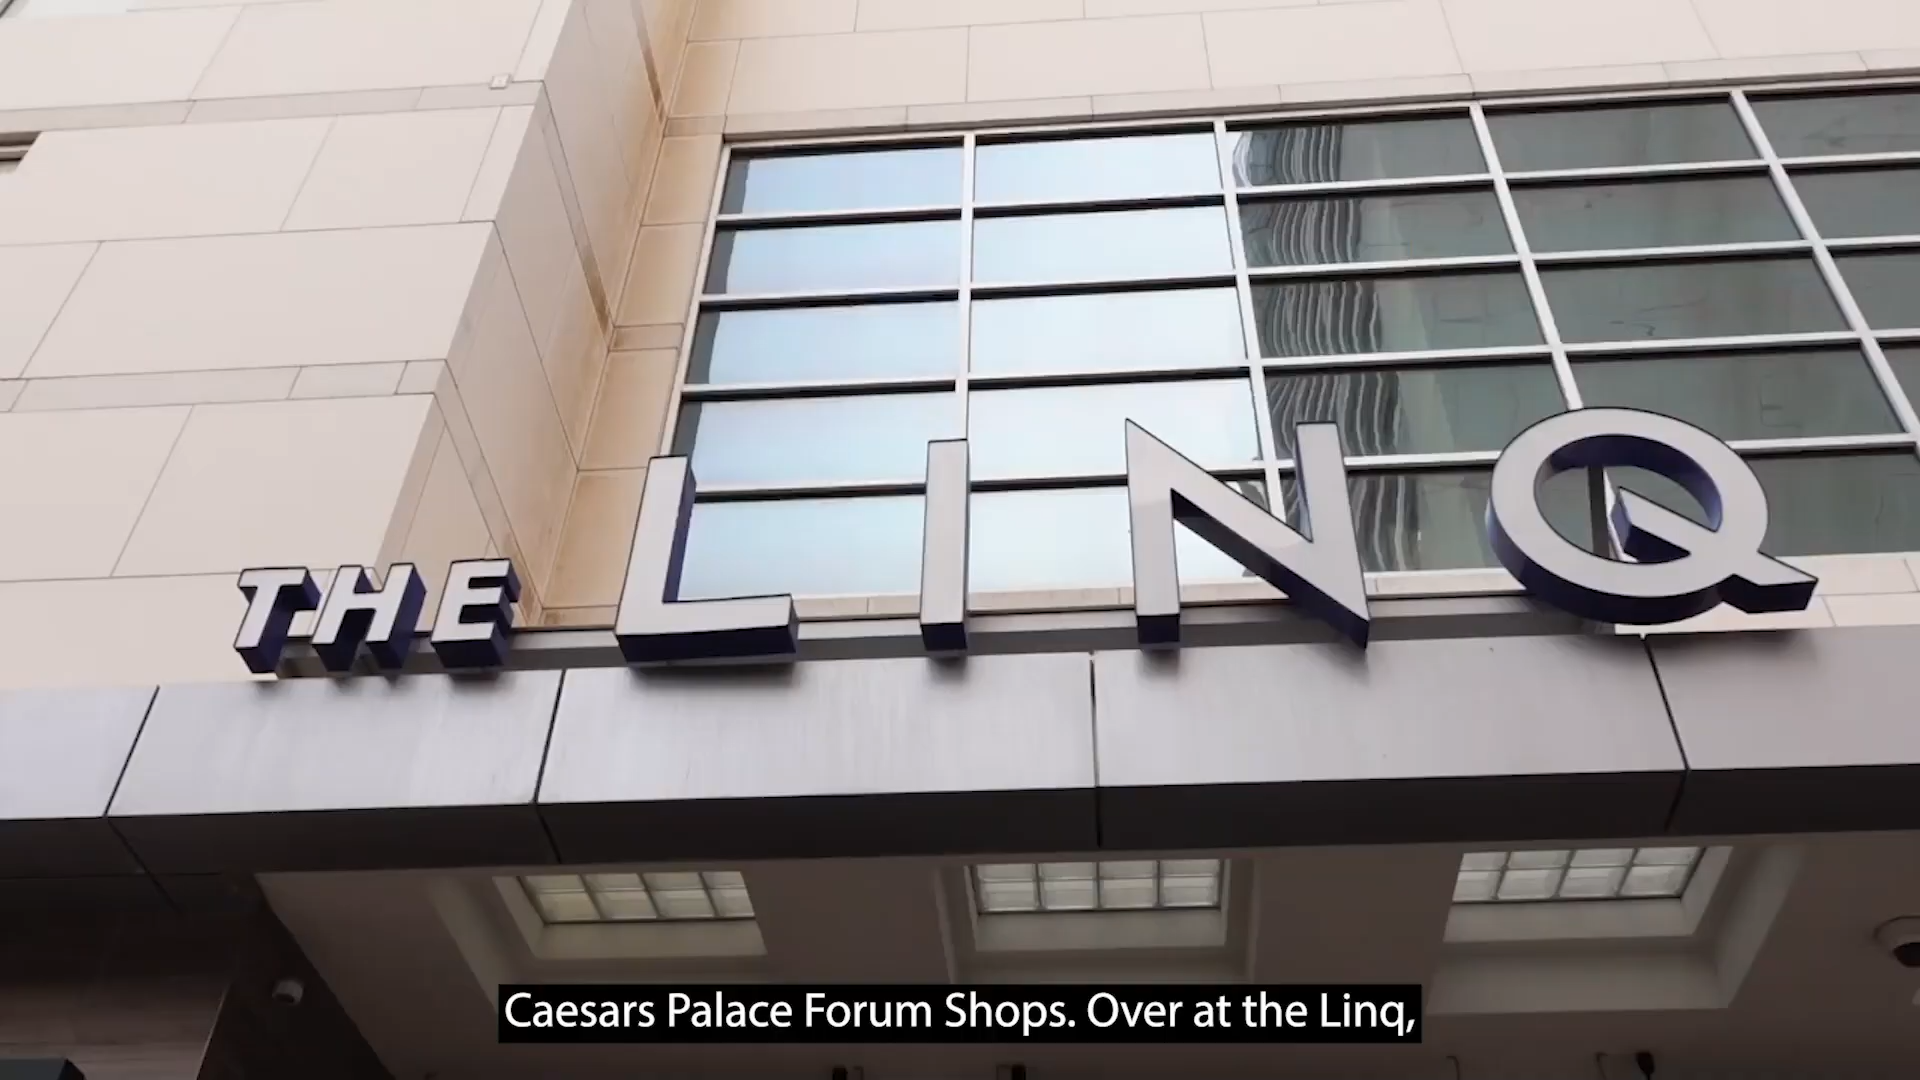 THE LINQ
Caesars Palace Forum Shops. Over at the Linq,